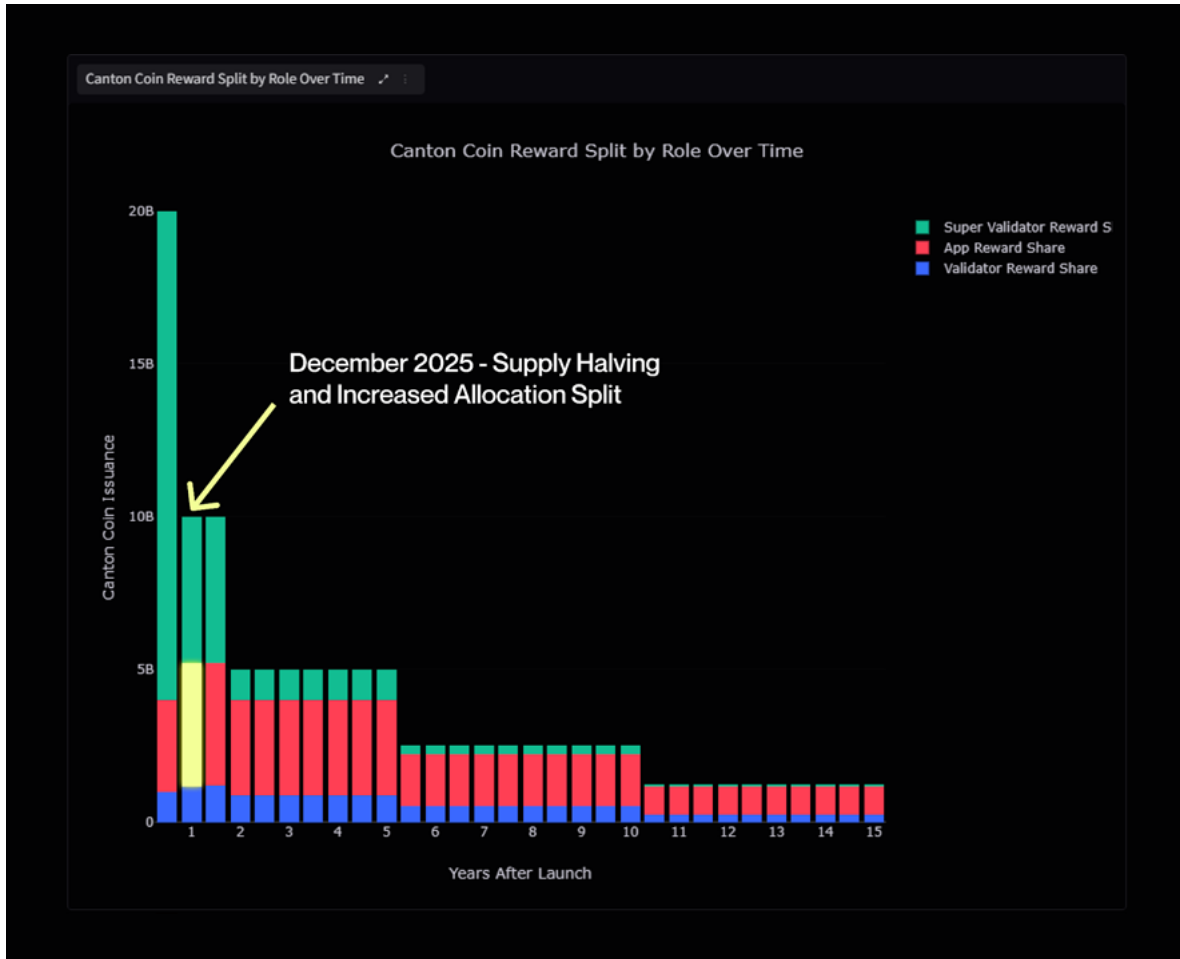 Canton Coin Reward Split by Role Over Time
Canton Coin Reward Split by Role Over Time
Super Validator Reward S
App Reward Share
Validator Reward Share
20B
15B
10B
5B
0
Canton Coin Issuance
December 2025 - Supply Halving
and Increased Allocation Split
1 2 3 4 5 6 7 8 9 10 11 12 13 14 15
Years After Launch